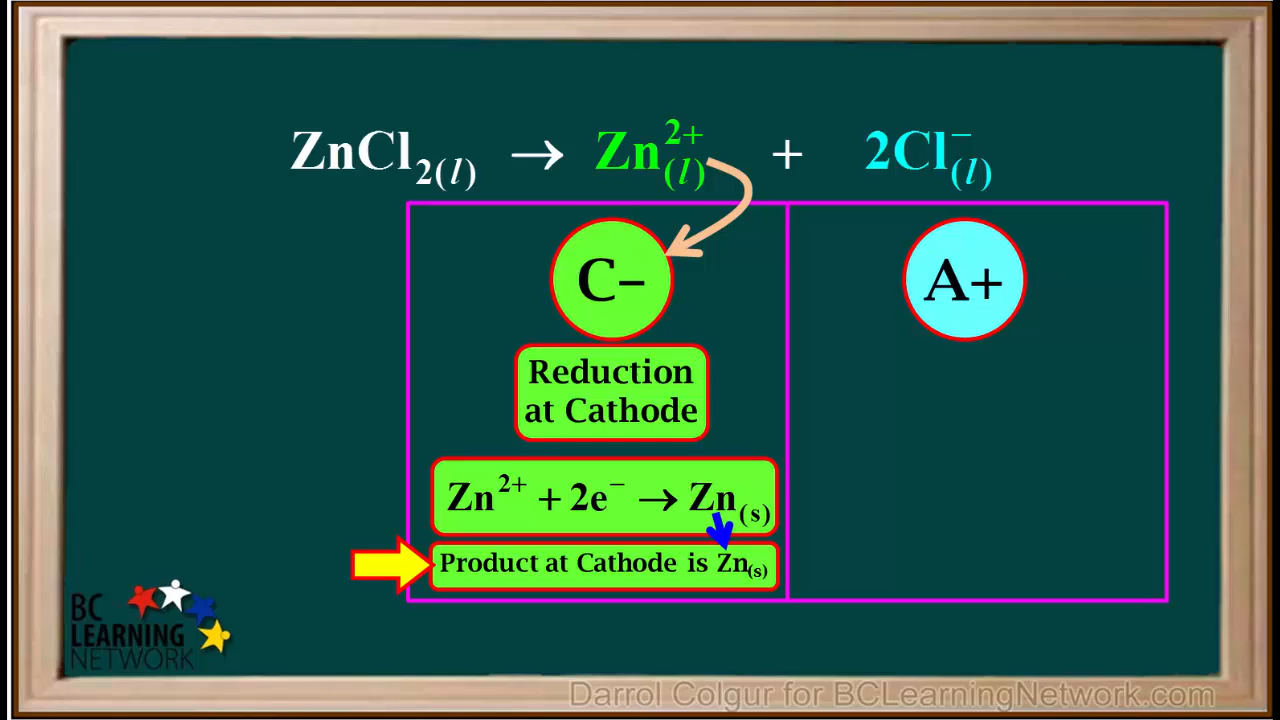 ZnCl₂₍l₎ → Zn²⁺₍l₎ + 2Cl⁻₍l₎
C– A+
Reduction
at Cathode
Zn²⁺ + 2e⁻ → Zn₍s₎
Product at Cathode is Zn₍s₎
BC
LEARNING
NETWORK
Darrol Colgur for BCLearningNetwork.com